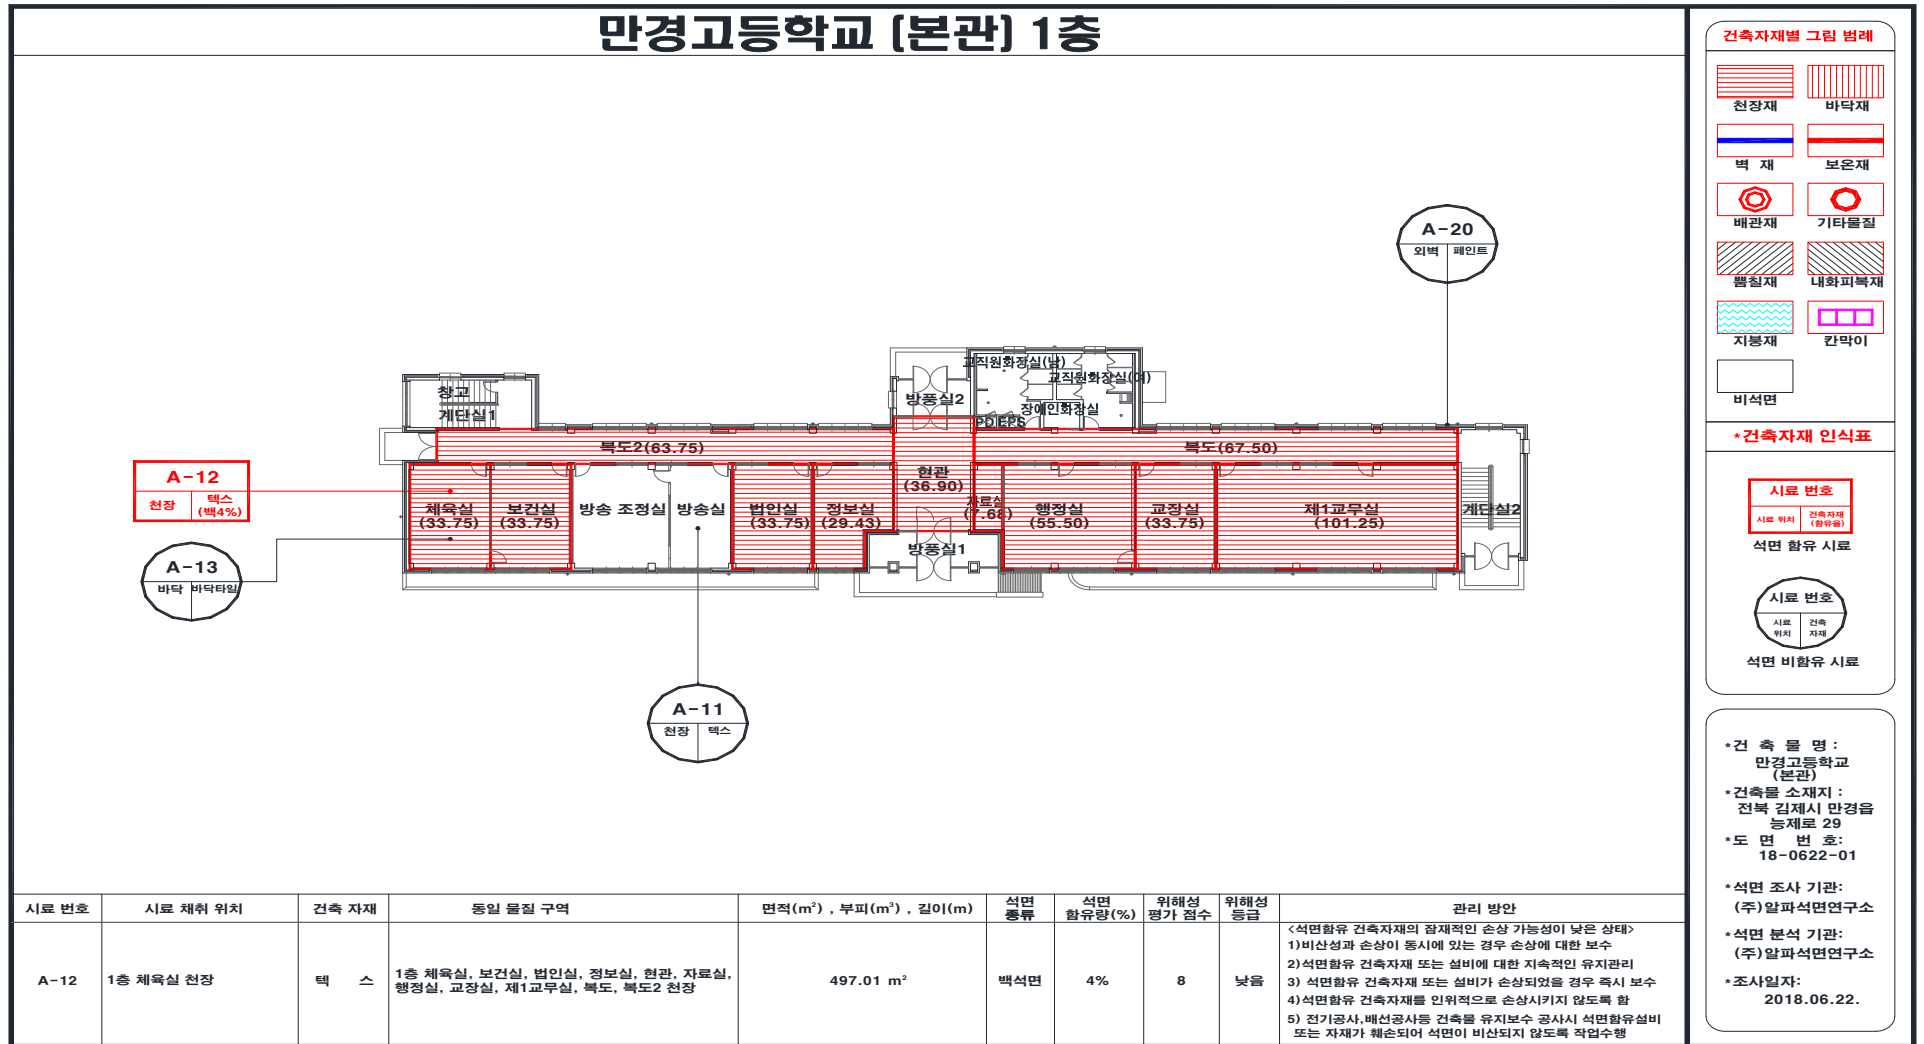 만경고등학교 [본관] 1층
건축자재별 그림 범례
천장재
바닥재
벽 재
보온재
배관재
기타물질
뿜칠재
내화피복재
지붕재
칸막이
비석면
*건축자재 인식표
시료 번호
시료 위치
건축자재
(함유율)
석면 함유 시료
시료 번호
시료
위치
건축
자재
석면 비함유 시료
*건 축 물 명 :
만경고등학교
(본관)
*건축물 소재지 :
전북 김제시 만경읍
능제로 29
*도 면 번 호:
18-0622-01
*석면 조사 기관:
(주)알파석면연구소
*석면 분석 기관:
(주)알파석면연구소
*조사일자:
2018.06.22.
A-20
외벽
페인트
교직원화장실(남)
교직원화장실(여)
장애인화장실
PD
EPS
창고
계단실1
방풍실2
복도2(63.75)
복도(67.50)
현관
(36.90)
자료실
(7.68)
A-12
천장
텍스
(백4%)
체육실
(33.75)
보건실
(33.75)
방송 조정실
방송실
법인실
(33.75)
정보실
(29.43)
행정실
(55.50)
교장실
(33.75)
제1교무실
(101.25)
계단실2
방풍실1
A-13
바닥
바닥타일
A-11
천장
텍스
시료 번호
시료 채취 위치
건축 자재
동일 물질 구역
면적(m²) , 부피(m³) , 길이(m)
석면
종류
석면
함유량(%)
위해성
평가 점수
위해성
등급
관리 방안
A-12
1층 체육실 천장
텍 스
1층 체육실, 보건실, 법인실, 정보실, 현관, 자료실,
행정실, 교장실, 제1교무실, 복도, 복도2 천장
497.01 m²
백석면
4%
8
낮음
<석면함유 건축자재의 잠재적인 손상 가능성이 낮은 상태>
1)비산성과 손상이 동시에 있는 경우 손상에 대한 보수
2)석면함유 건축자재 또는 설비에 대한 지속적인 유지관리
3) 석면함유 건축자재 또는 설비가 손상되었을 경우 즉시 보수
4)석면함유 건축자재를 인위적으로 손상시키지 않도록 함
5) 전기공사,배선공사등 건축물 유지보수 공사시 석면함유설비
또는 자재가 훼손되어 석면이 비산되지 않도록 작업수행